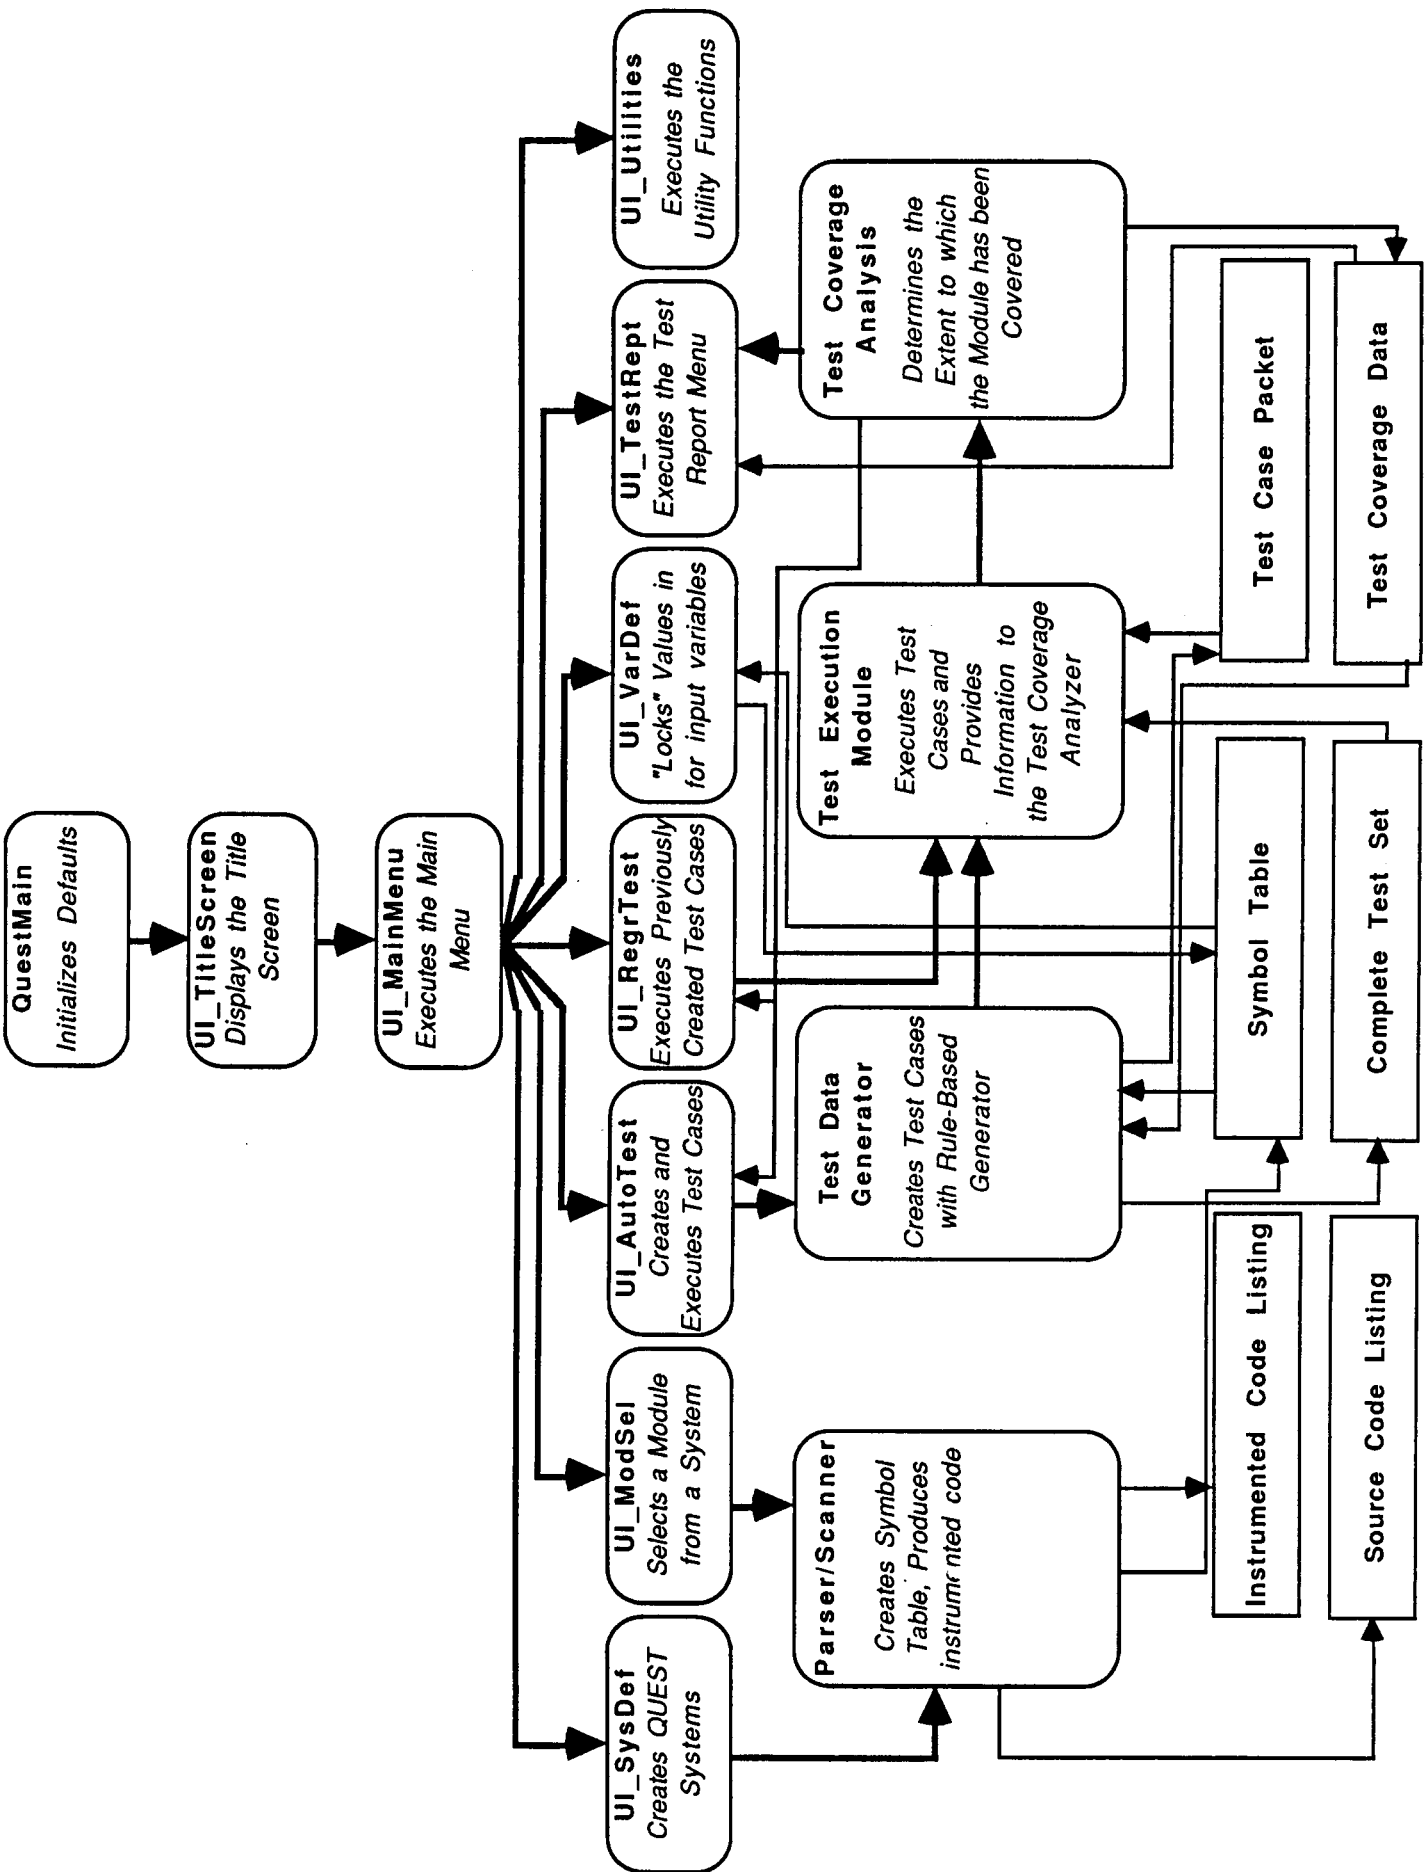 QuestMain
Initializes Defaults
UI_TitleScreen
Displays the Title
Screen
UI_MainMenu
Executes the Main
Menu
UI_SysDef
Creates QUEST
Systems
UI_ModSel
Selects a Module
from a System
UI_AutoTest
Creates and
Executes Test Cases
UI_RegrTest
Executes Previously
Created Test Cases
UI_VarDef
"Locks" Values in
for input variables
UI_TestRept
Executes the Test
Report Menu
UI_Utilities
Executes the
Utility Functions
Parser/Scanner
Creates Symbol
Table, Produces
instrumented code
Test Data
Generator
Creates Test Cases
with Rule-Based
Generator
Test Execution
Module
Executes Test
Cases and
Provides
Information to
the Test Coverage
Analyzer
Test Coverage
Analysis
Determines the
Extent to which
the Module has been
Covered
Instrumented Code Listing
Symbol Table
Test Case Packet
Source Code Listing
Complete Test Set
Test Coverage Data